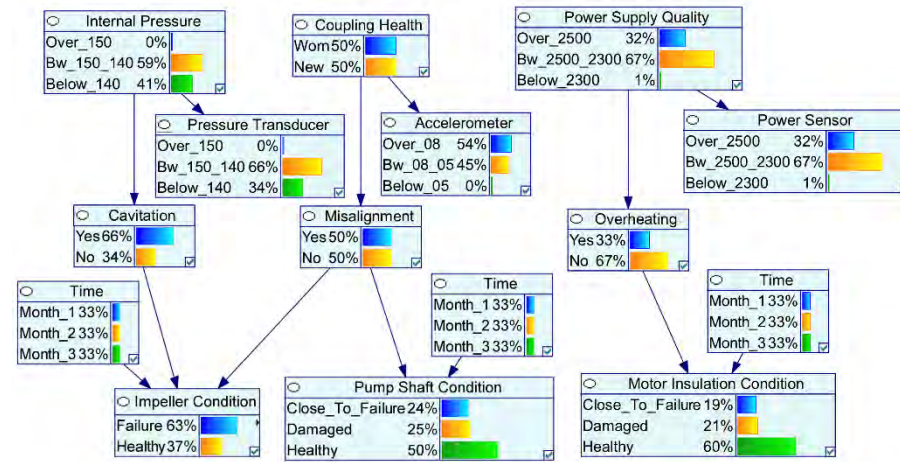 Internal Pressure
Over_150 0%
Bw_150_140 59%
Below_140 41%
Coupling Health
Worn 50%
New 50%
Power Supply Quality
Over_2500 32%
Bw_2500_2300 67%
Below_2300 1%
Pressure Transducer
Over_150 0%
Bw_150_140 66%
Below_140 34%
Accelerometer
Over_08 54%
Bw_08_05 45%
Below_05 0%
Power Sensor
Over_2500 32%
Bw_2500_2300 67%
Below_2300 1%
Cavitation
Yes 66%
No 34%
Misalignment
Yes 50%
No 50%
Overheating
Yes 33%
No 67%
Time
Month_1 33%
Month_2 33%
Month_3 33%
Time
Month_1 33%
Month_2 33%
Month_3 33%
Time
Month_1 33%
Month_2 33%
Month_3 33%
Impeller Condition
Failure 63%
Healthy 37%
Pump Shaft Condition
Close_To_Failure 24%
Damaged 25%
Healthy 50%
Motor Insulation Condition
Close_To_Failure 19%
Damaged 21%
Healthy 60%